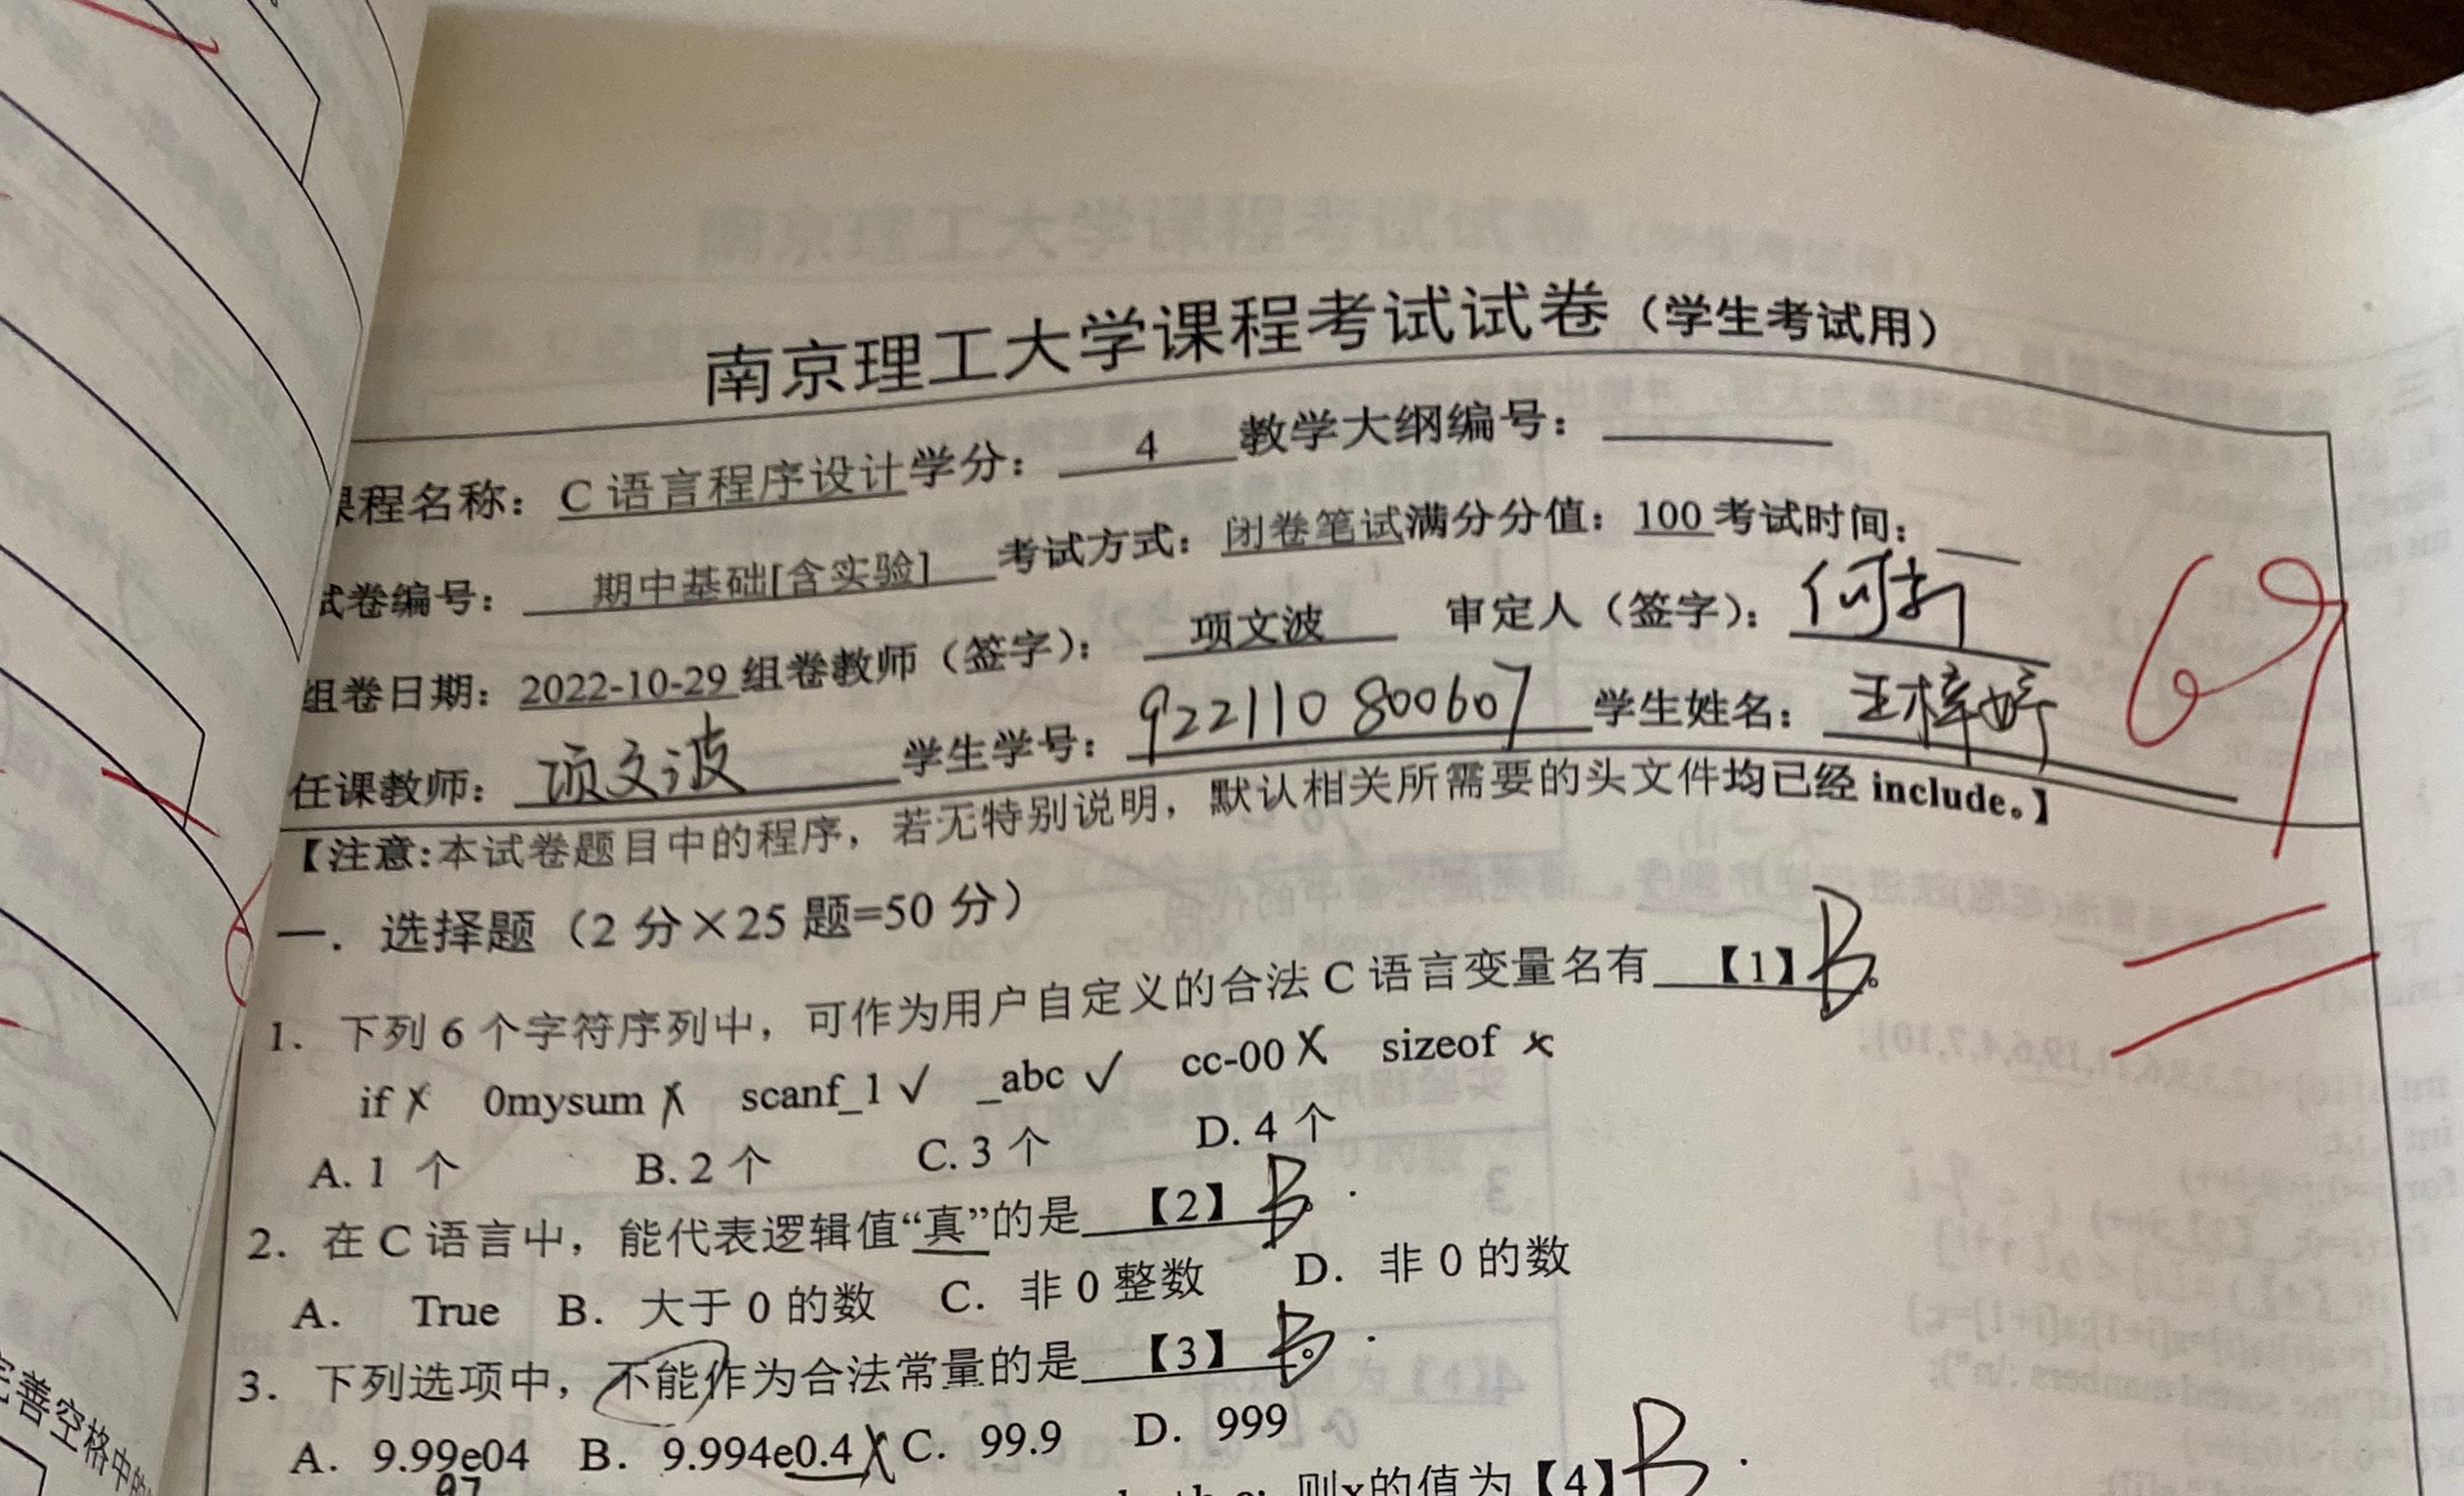 南京理工大学课程考试试卷（学生考试用）
课程名称： C 语言程序设计学分： 4 教学大纲编号：
试卷编号： 期中基础[含实验] 考试方式： 闭卷笔试满分分值： 100 考试时间：
组卷日期： 2022-10-29 组卷教师（签字）： 项文波 审定人（签字）：
任课教师： 项文波 学生学号： 922110800607 学生姓名： 王梓婷
69
【注意:本试卷题目中的程序，若无特别说明，默认相关所需要的头文件均已经 include。】
一．选择题（2 分×25 题=50 分）
1. 下列 6 个字符序列中，可作为用户自定义的合法 C 语言变量名有 【1】B。
if × 0mysum × scanf_1 √ _abc √ cc-00 × sizeof ×
A. 1 个 B. 2 个 C. 3 个 D. 4 个
2. 在 C 语言中，能代表逻辑值“真”的是 【2】 B。
A. True B. 大于 0 的数 C. 非 0 整数 D. 非 0 的数
3. 下列选项中，不能作为合法常量的是 【3】 B。
A. 9.99e04 B. 9.994e0.4 × C. 99.9 D. 999
则x的值为【4】B
完善空格中的